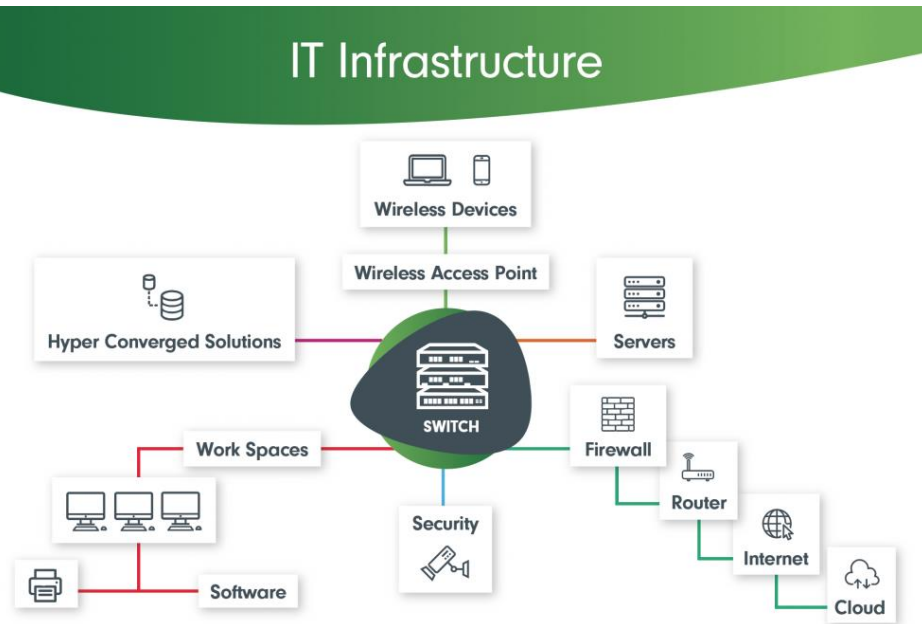 IT Infrastructure
Wireless Devices
Wireless Access Point
Hyper Converged Solutions
Servers
SWITCH
Work Spaces
Firewall
Router
Security
Internet
Software
Cloud